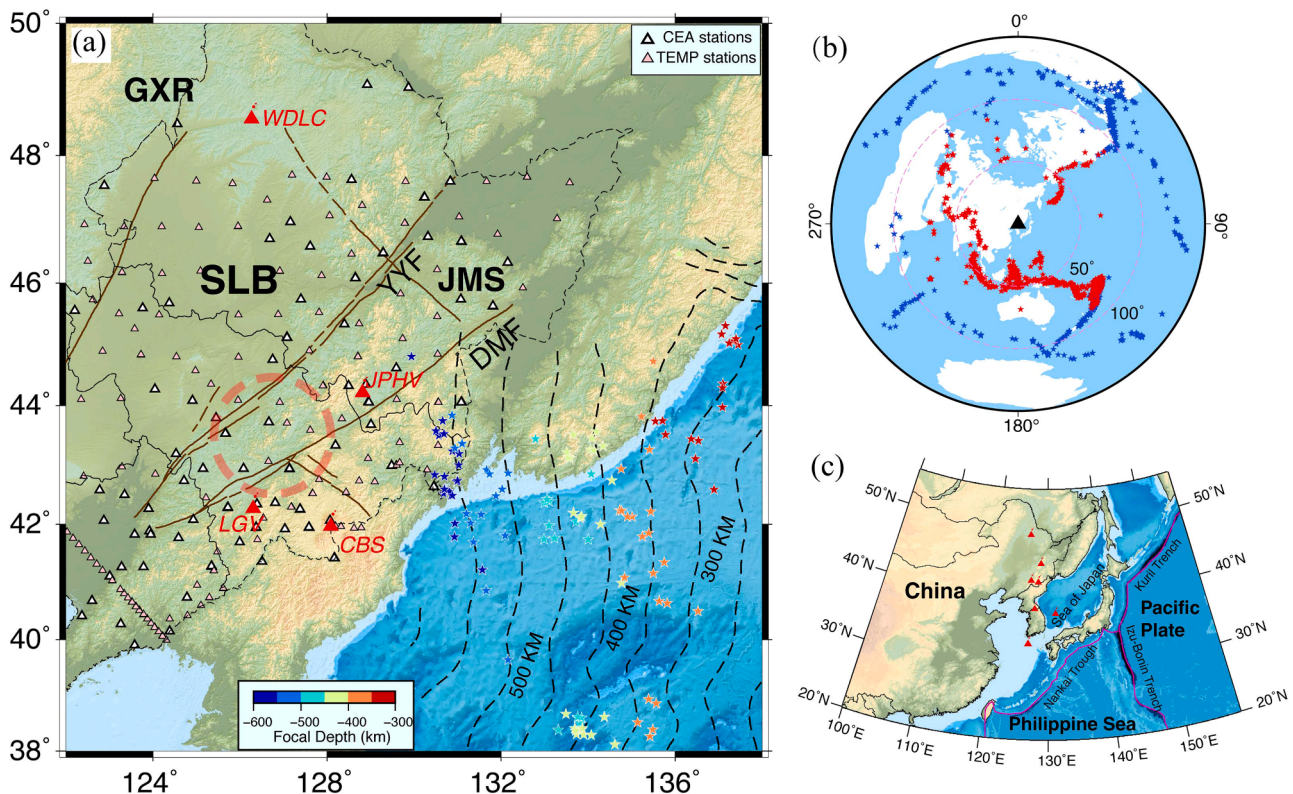 (a)
CEA stations
TEMP stations
GXR
WDLC
SLB
YYF
JMS
DMF
JPHV
LGV
CBS
300 KM
400 KM
500 KM
−600 −500 −400 −300
Focal Depth (km)
50°
48°
46°
44°
42°
40°
38°
124° 128° 132° 136°
(b)
0°
270°
90°
50°
100°
180°
(c)
50°N
40°N
30°N
20°N
50°N
40°N
30°N
20°N
China
Sea of Japan
Kuril Trench
Pacific
Plate
Izu-Bonin Trench
Nankai Trough
Philippine Sea
100°E
110°E
120°E
130°E
140°E
150°E